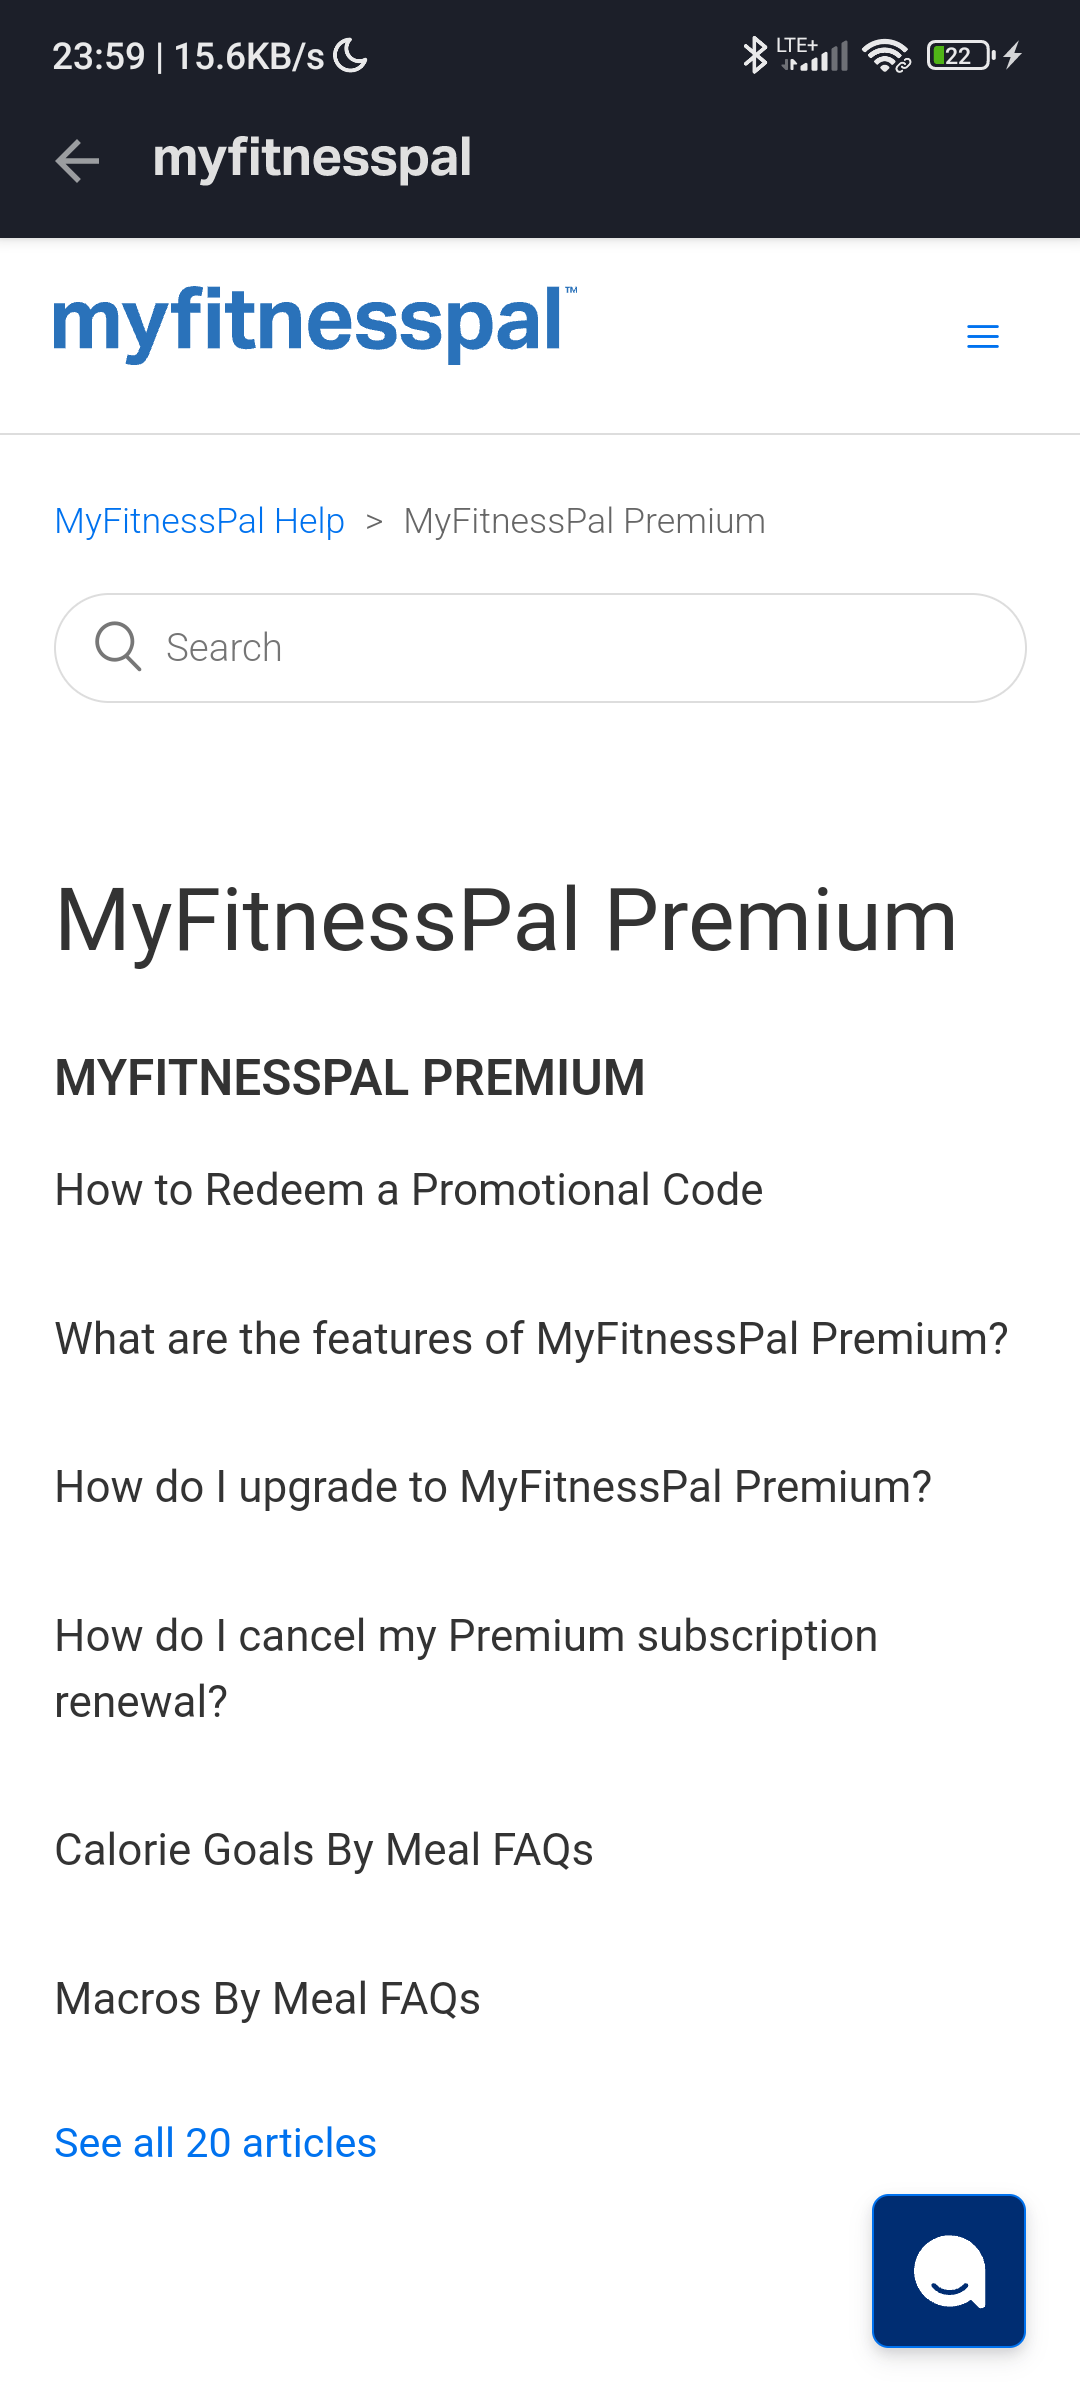 23:59 | 15.6KB/s LTE+ 22
myfitnesspal
myfitnesspal™
MyFitnessPal Help > MyFitnessPal Premium
Search
MyFitnessPal Premium
MYFITNESSPAL PREMIUM
How to Redeem a Promotional Code
What are the features of MyFitnessPal Premium?
How do I upgrade to MyFitnessPal Premium?
How do I cancel my Premium subscription
renewal?
Calorie Goals By Meal FAQs
Macros By Meal FAQs
See all 20 articles